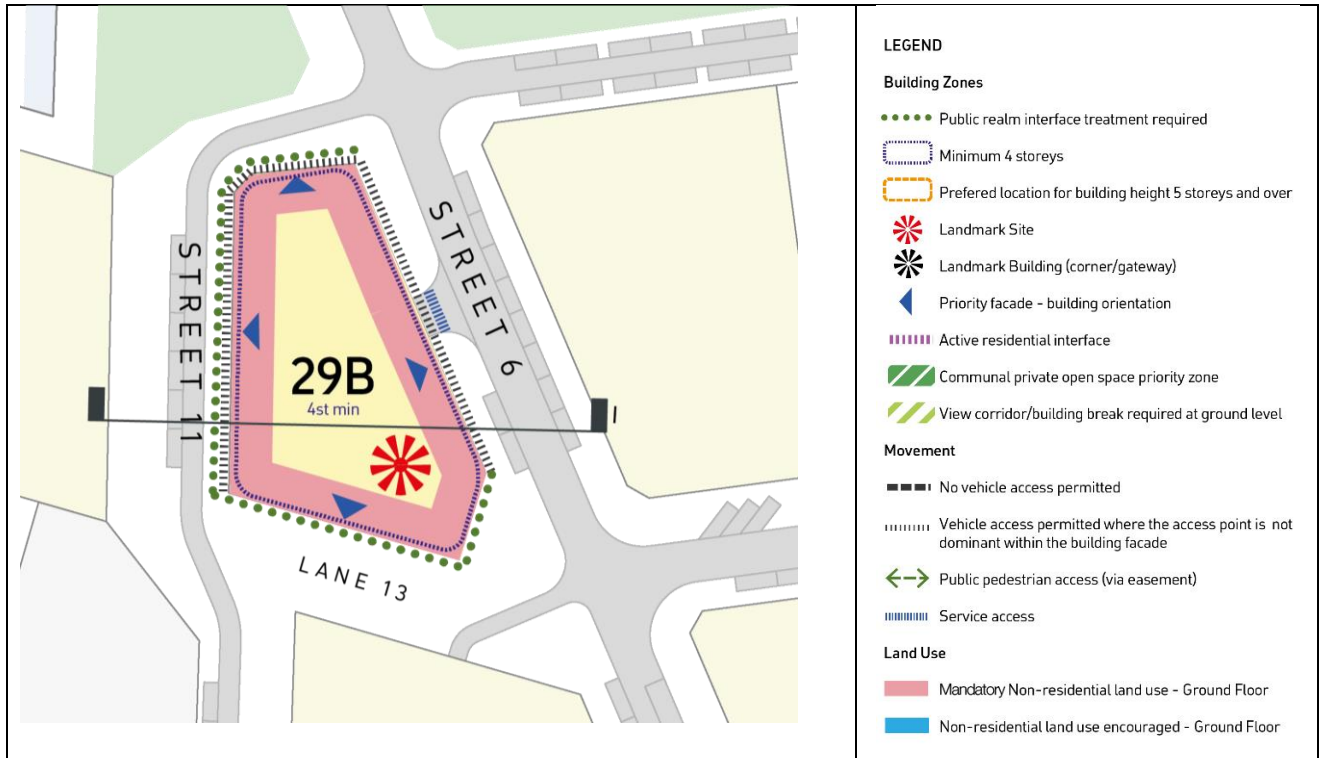 STREET 11
STREET 6
29B
4st min
I
LANE 13
LEGEND
Building Zones
Public realm interface treatment required
Minimum 4 storeys
Prefered location for building height 5 storeys and over
Landmark Site
Landmark Building (corner/gateway)
Priority facade - building orientation
Active residential interface
Communal private open space priority zone
View corridor/building break required at ground level
Movement
No vehicle access permitted
Vehicle access permitted where the access point is not
dominant within the building facade
Public pedestrian access (via easement)
Service access
Land Use
Mandatory Non-residential land use - Ground Floor
Non-residential land use encouraged - Ground Floor